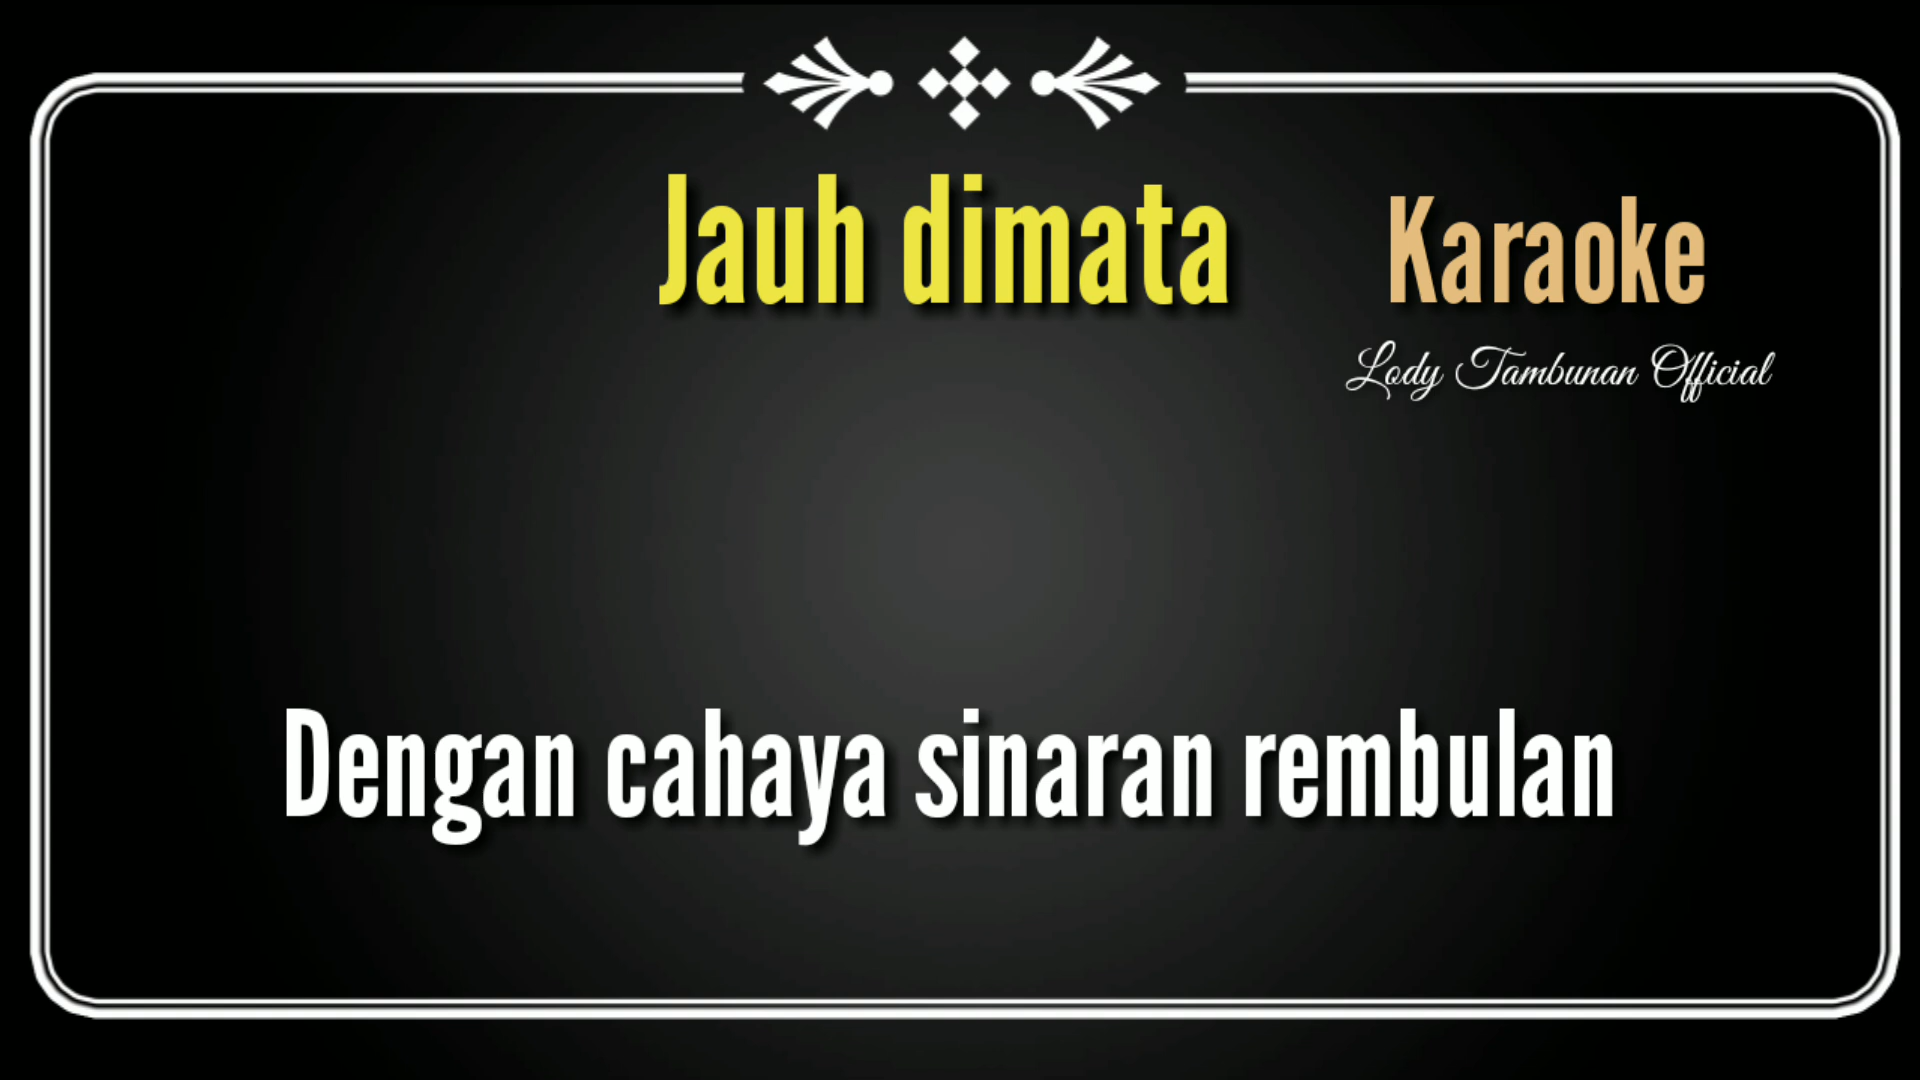 Jauh dimata
Karaoke
Lody Tambunan Official
Dengan cahaya sinaran rembulan